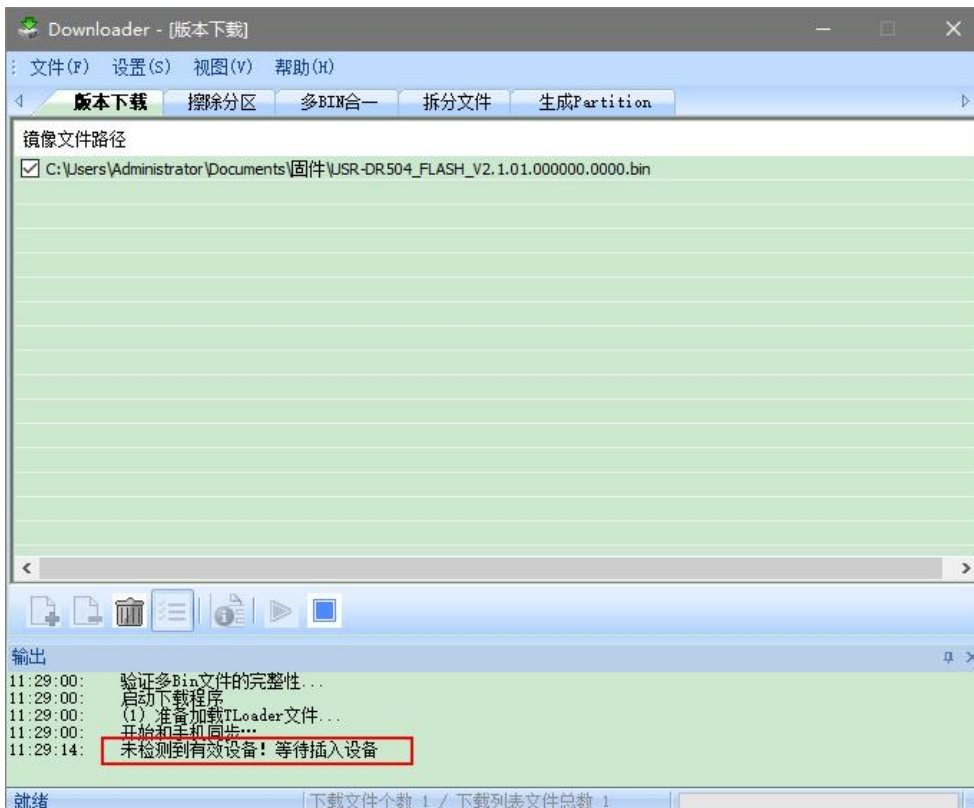 Downloader - [版本下载]
文件(F) 设置(S) 视图(V) 帮助(H)
版本下载 擦除分区 多BIN合一 拆分文件 生成Partition
镜像文件路径
C:\Users\Administrator\Documents\固件\USR-DR504_FLASH_V2.1.01.000000.0000.bin
输出
11:29:00: 验证多Bin文件的完整性...
11:29:00: 启动下载程序
11:29:00: (1) 准备加载TLoader文件...
11:29:00: 开始和手机同步…
11:29:14: 未检测到有效设备! 等待插入设备
就绪 下载文件个数 1 / 下载列表文件总数 1